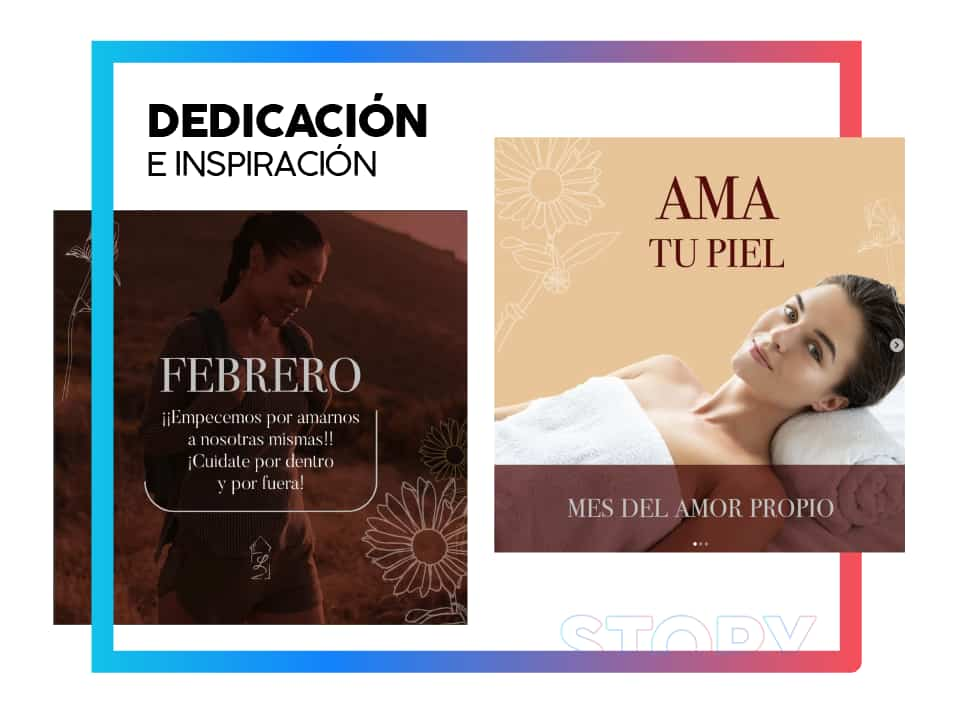 DEDICACIÓN
E INSPIRACIÓN
FEBRERO
¡¡Empecemos por amarnos
a nosotras mismas!!
¡Cuidate por dentro
y por fuera!
AMA
TU PIEL
MES DEL AMOR PROPIO
STORY